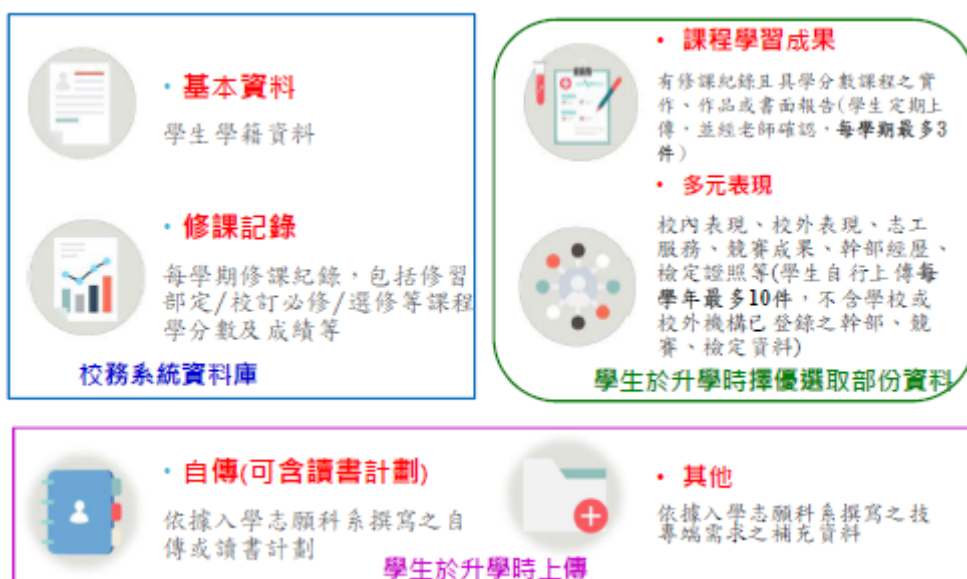 • 基本資料
學生學籍資料
• 修課記錄
每學期修課紀錄，包括修習
部定/校訂必修/選修等課程
學分數及成績等
校務系統資料庫
• 課程學習成果
有修課紀錄且具學分數課程之實
作、作品或書面報告(學生定期上
傳，並經老師確認，每學期最多3
件)
• 多元表現
校內表現、校外表現、志工
服務、競賽成果、幹部經歷、
檢定證照等(學生自行上傳每
學年最多10件，不含學校或
校外機構已登錄之幹部、競
賽、檢定資料)
學生於升學時擇優選取部份資料
• 自傳(可含讀書計劃)
依據入學志願科系撰寫之自
傳或讀書計劃
• 其他
依據入學志願科系撰寫之技
專端需求之補充資料
學生於升學時上傳